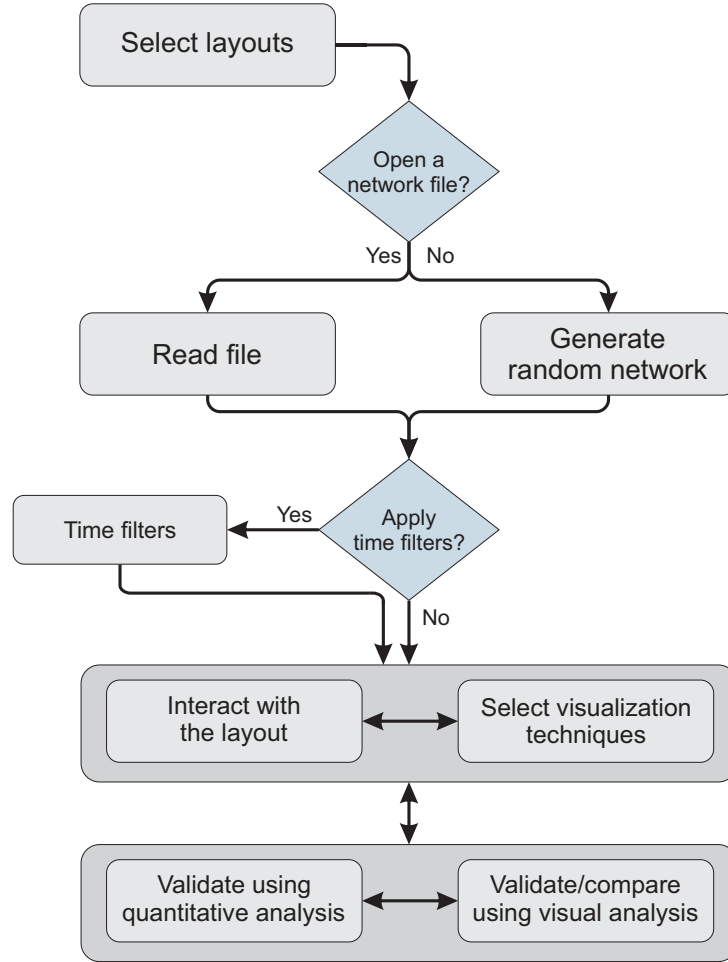 Select layouts
Open a
network file?
Yes
No
Read file
Generate
random network
Time filters
Yes
Apply
time filters?
No
Interact with
the layout
Select visualization
techniques
Validate using
quantitative analysis
Validate/compare
using visual analysis